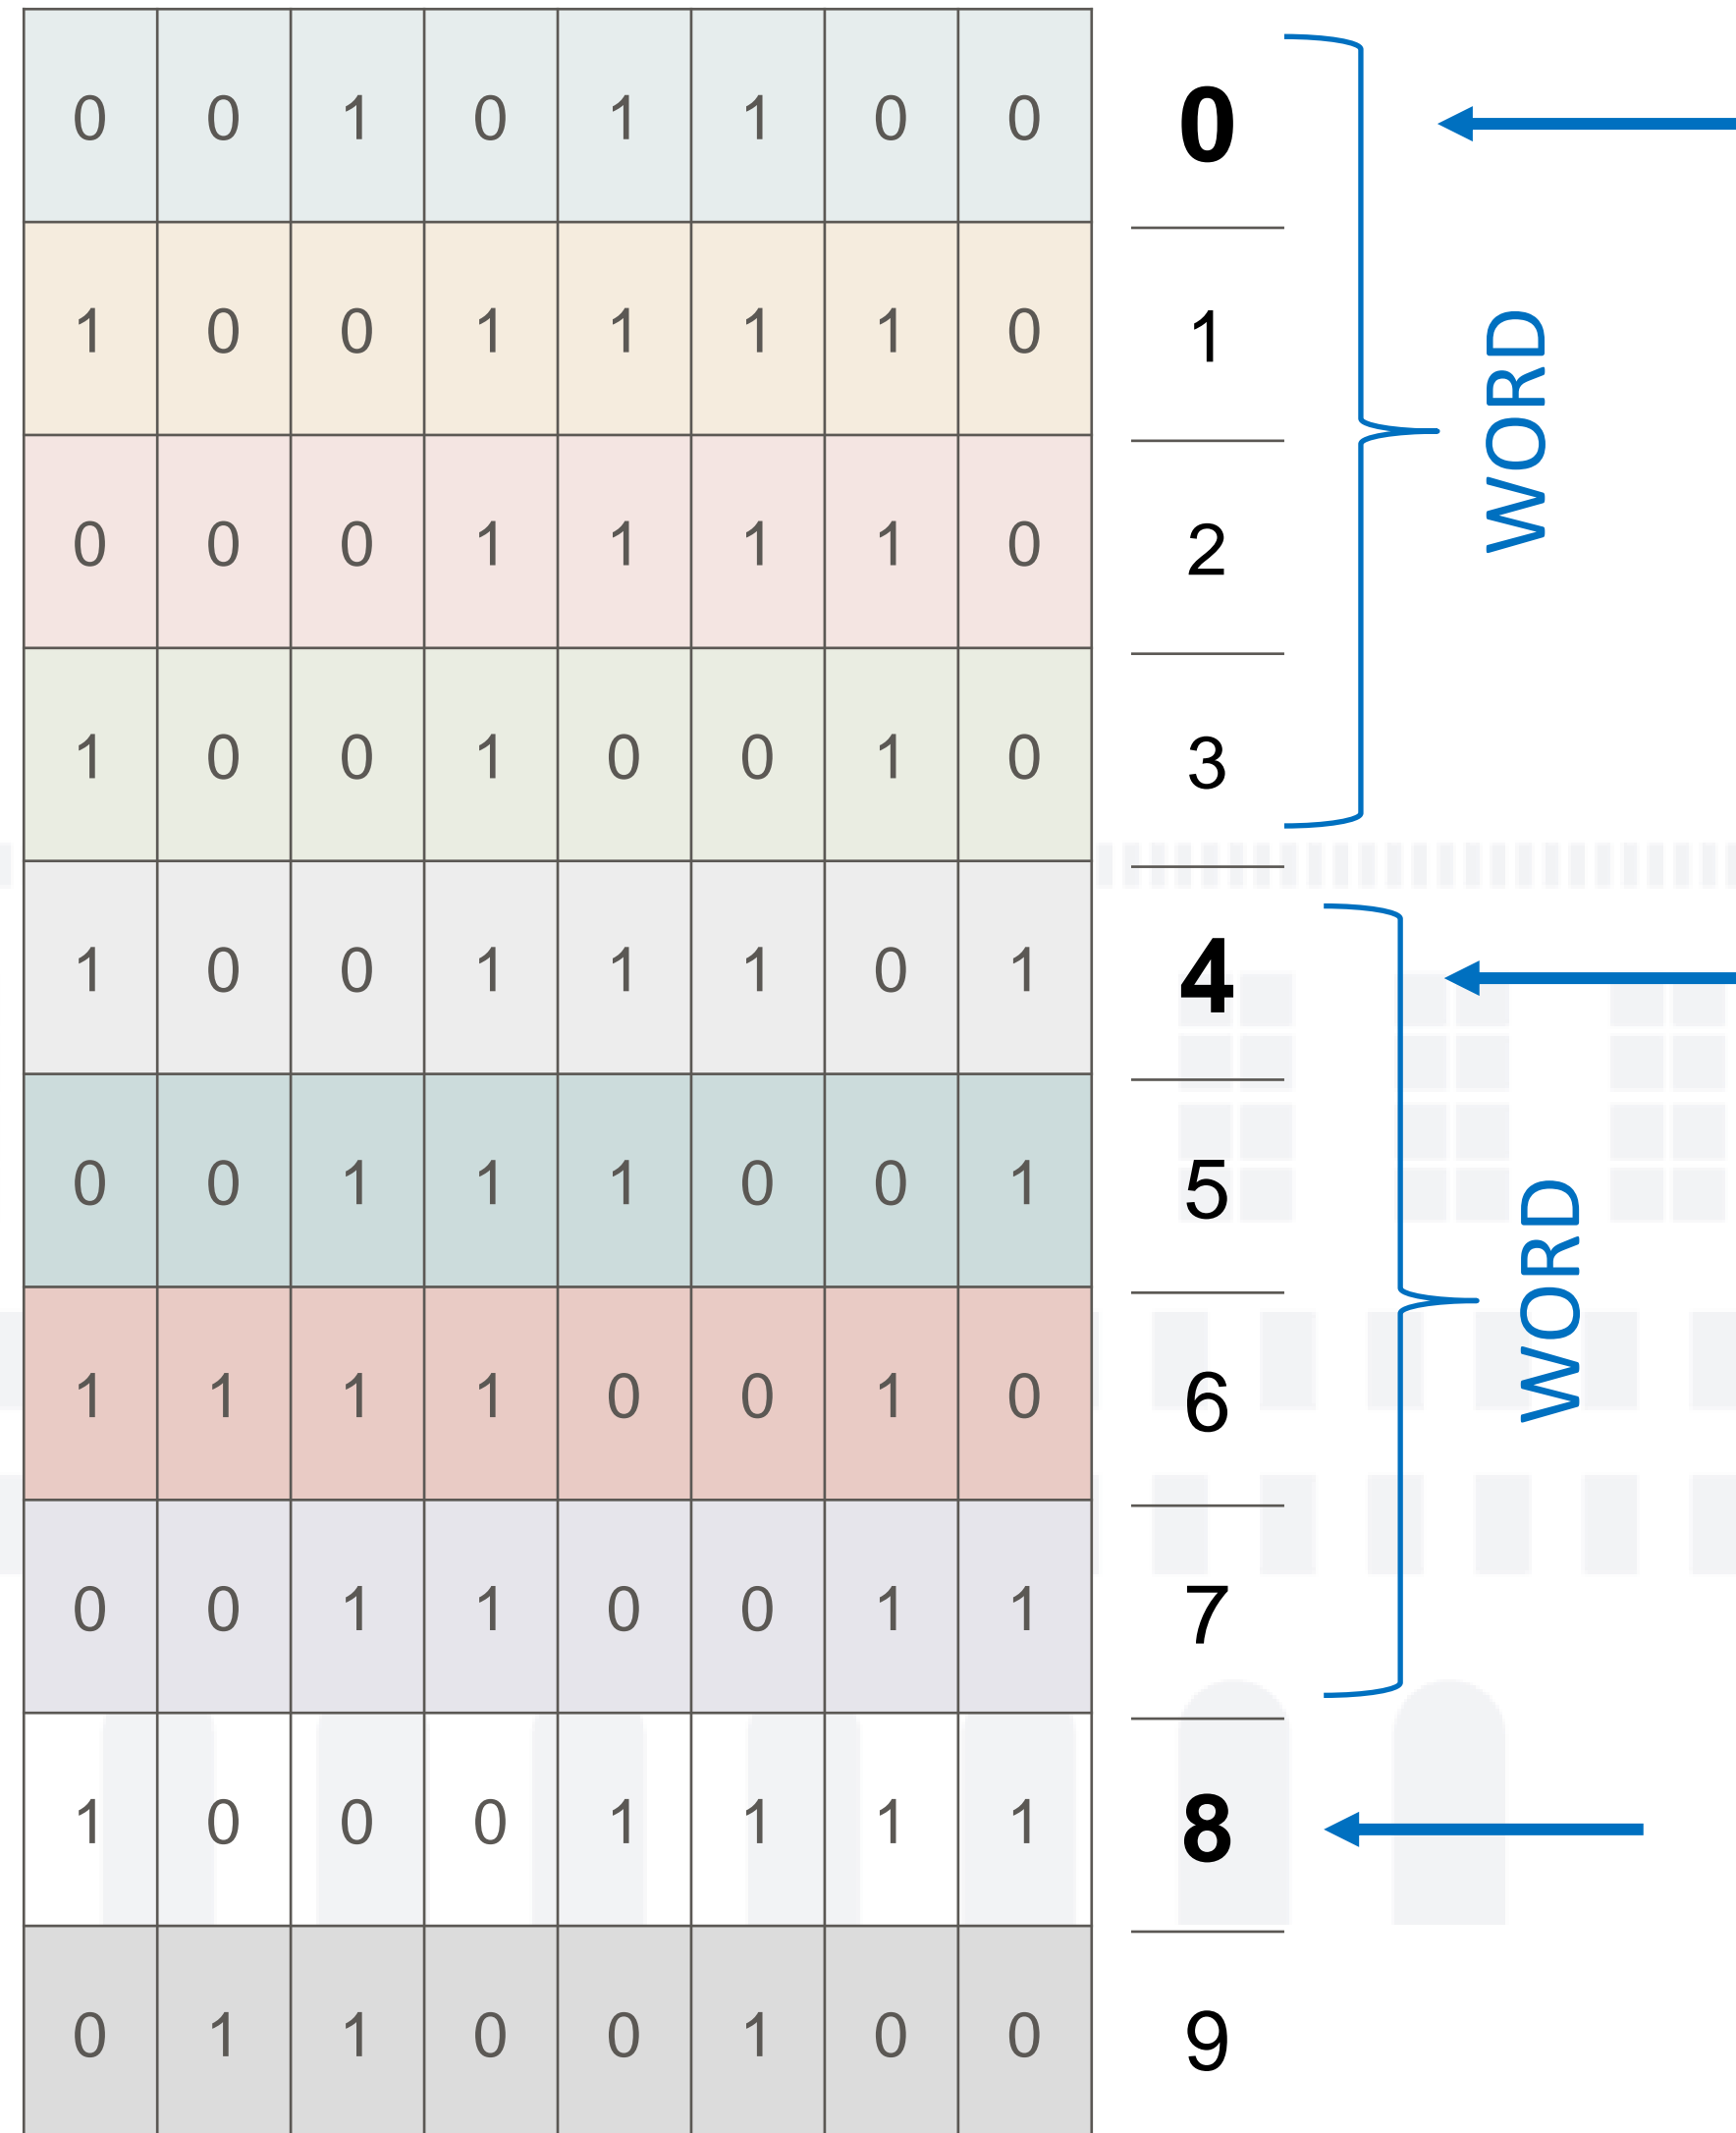 0 0 1 0 1 1 0 0 0
1 0 0 1 1 1 1 0 1
0 0 0 1 1 1 1 0 2
1 0 0 1 0 0 1 0 3
WORD
1 0 0 1 1 1 0 1 4
0 0 1 1 1 0 0 1 5
1 1 1 1 0 0 1 0 6
0 0 1 1 0 0 1 1 7
WORD
1 0 0 0 1 1 1 1 8
0 1 1 0 0 1 0 0 9